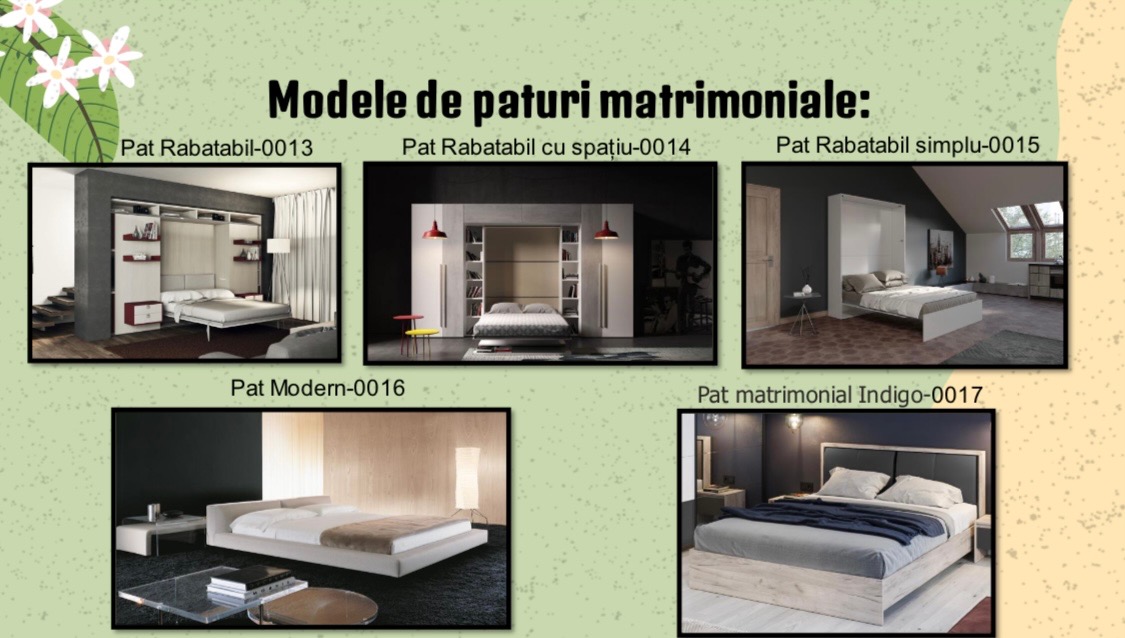 Modele de paturi matrimoniale:
Pat Rabatabil-0013
Pat Rabatabil cu spațiu-0014
Pat Rabatabil simplu-0015
Pat Modern-0016
Pat matrimonial Indigo-0017